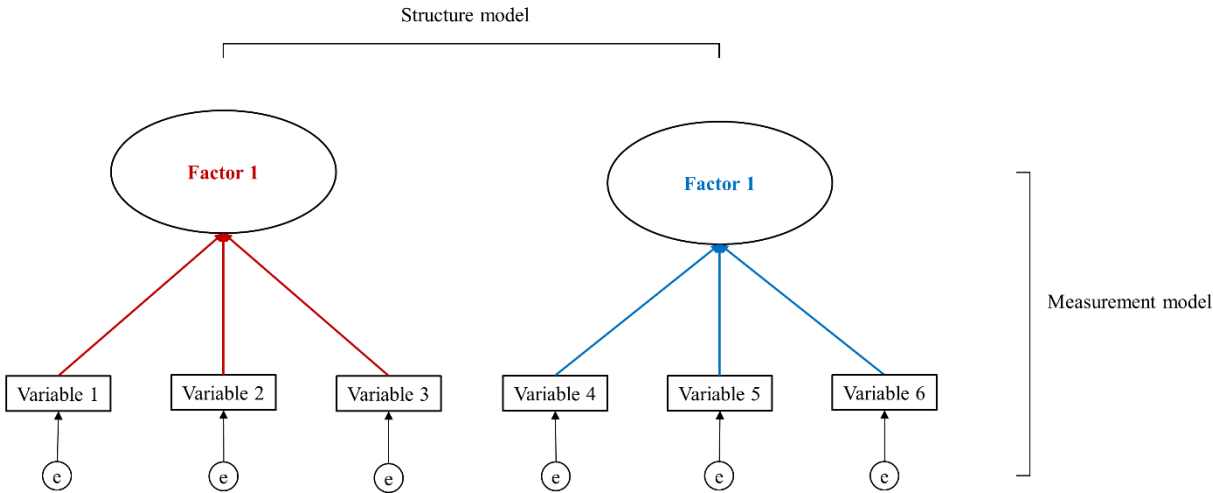 Structure model
Factor 1
Factor 1
Measurement model
Variable 1
Variable 2
Variable 3
Variable 4
Variable 5
Variable 6
e
e
e
e
e
e